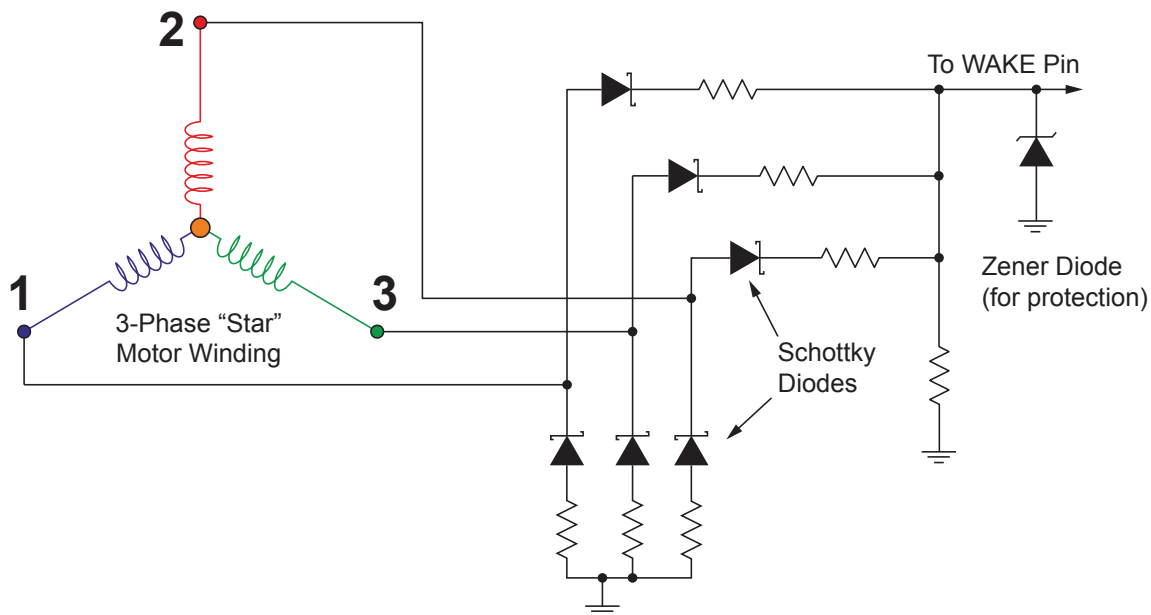 2
To WAKE Pin
1
3
3-Phase “Star”
Motor Winding
Zener Diode
(for protection)
Schottky
Diodes